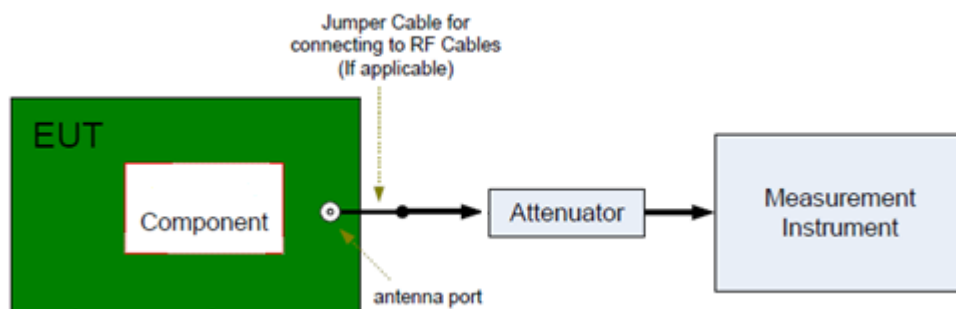 Jumper Cable for
connecting to RF Cables
(If applicable)
EUT
Component
Attenuator
Measurement
Instrument
antenna port